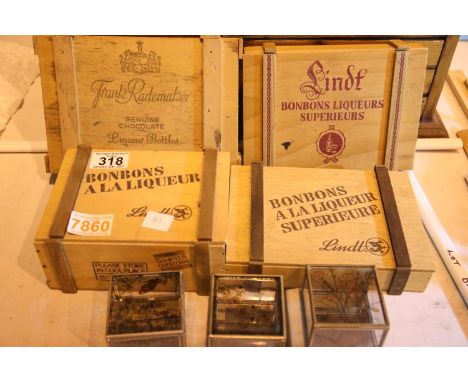 Frank Rademaker
GENUINE
CHOCOLATE
Liqueur Bottles
Lindt
BONBONS LIQUEURS
SUPERIEURS
318
BONBONS
A LA LIQUEUR
Lindt
7860
PLEASE STORE
IN COOL PLACE
BONBONS
A LA LIQUEUR
SUPERIEURE
Lindt
LOT